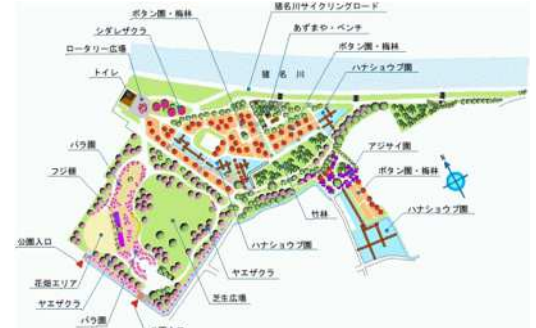 猪名川サイクリングロード
ボタン園・梅林
あずまや・ベンチ
シダレザクラ
ボタン園・梅林
ロータリー広場
猪名川
ハナショウブ園
トイレ
バラ園
アジサイ園
フジ棚
ボタン園・梅林
竹林
ハナショウブ園
公園入口
ハナショウブ園
花畑エリア
ヤエザクラ
ヤエザクラ
芝生広場
バラ園